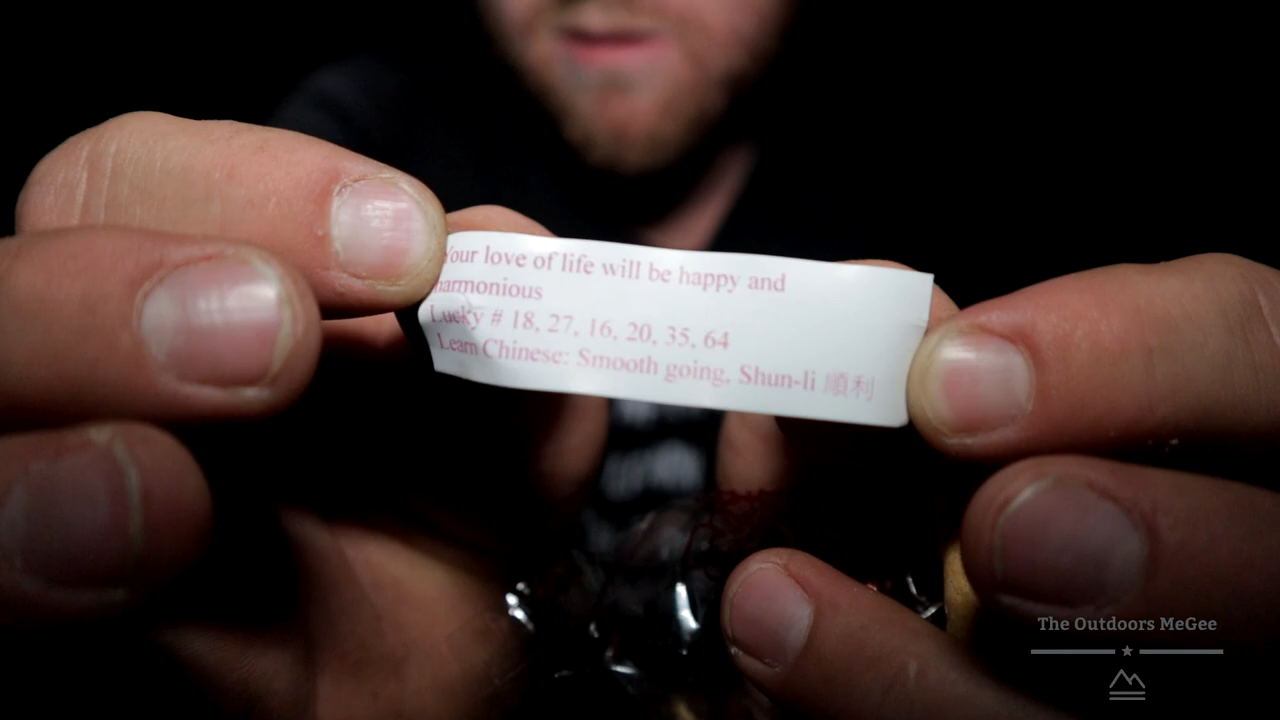 Your love of life will be happy and
harmonious
Lucky # 18, 27, 16, 20, 35, 64
Learn Chinese: Smooth going, Shun-li 順利
The Outdoors MeGee